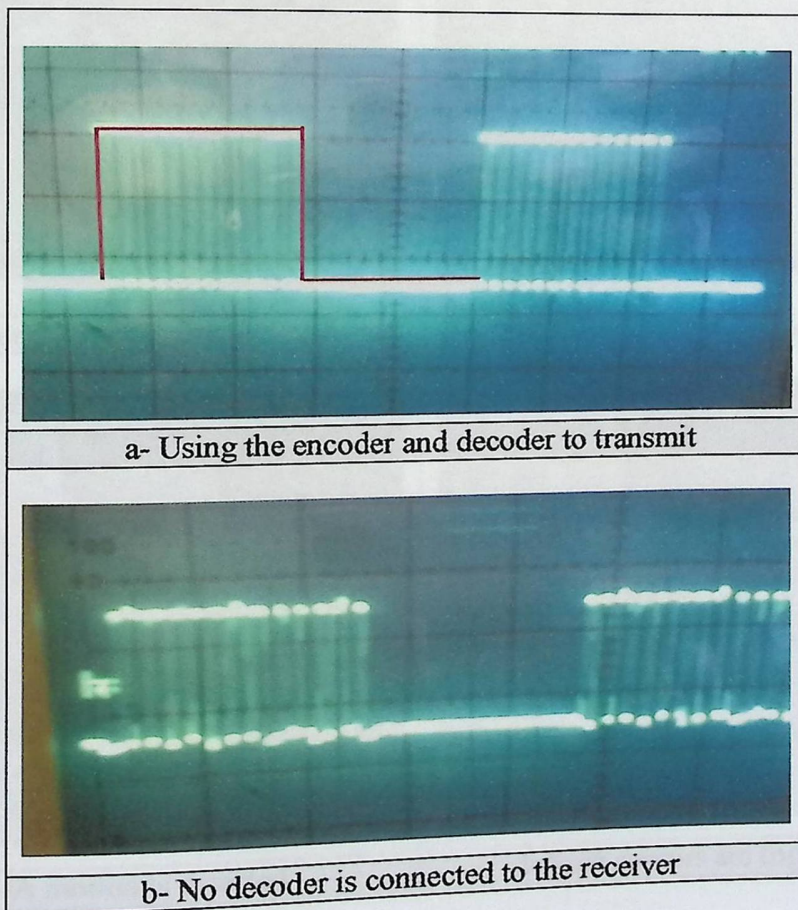 a- Using the encoder and decoder to transmit
b- No decoder is connected to the receiver